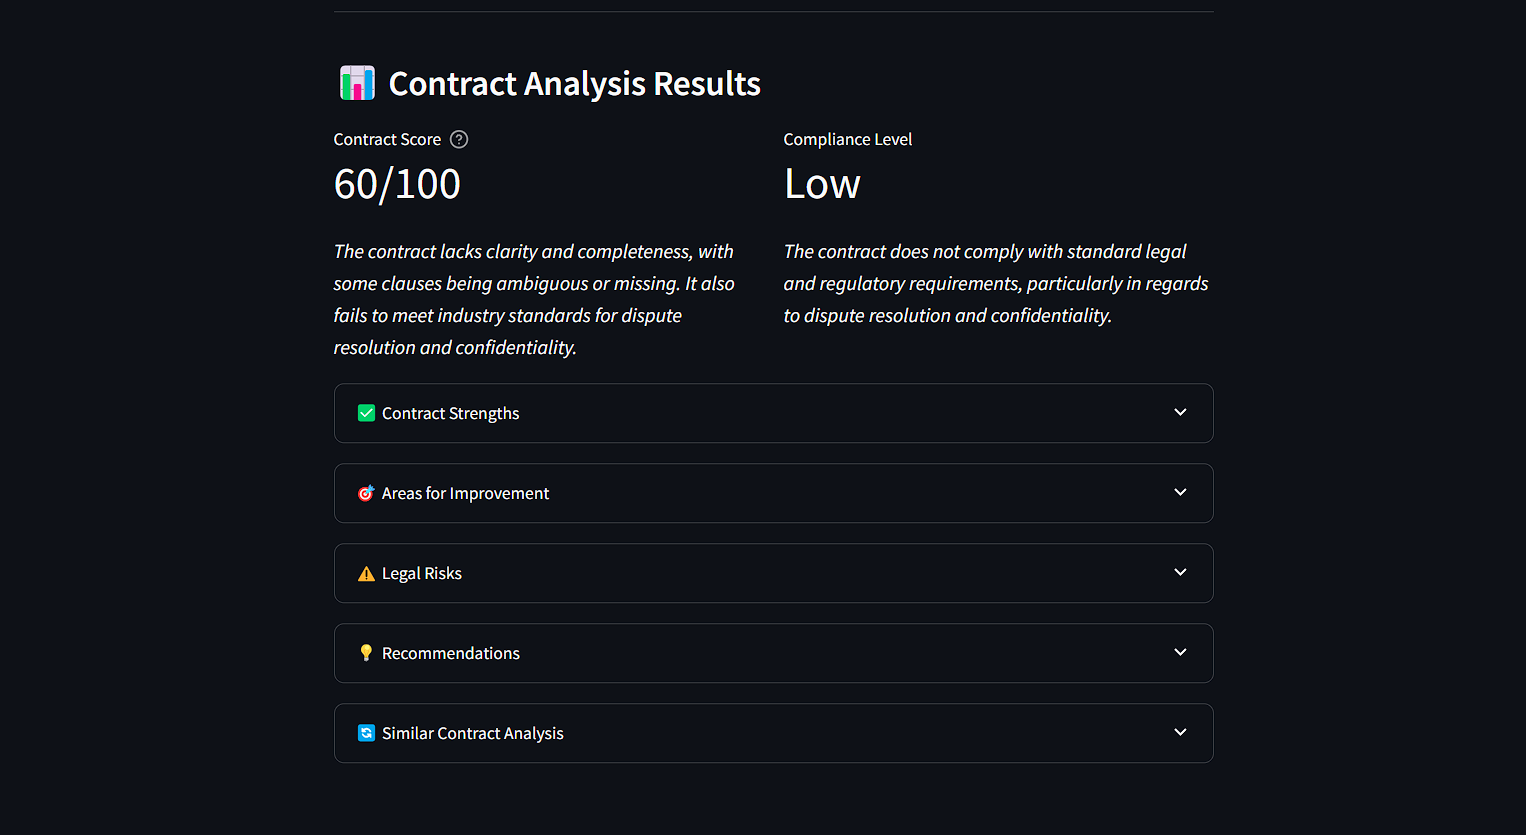 Contract Analysis Results
Contract Score
60/100
The contract lacks clarity and completeness, with
some clauses being ambiguous or missing. It also
fails to meet industry standards for dispute
resolution and confidentiality.
Compliance Level
Low
The contract does not comply with standard legal
and regulatory requirements, particularly in regards
to dispute resolution and confidentiality.
Contract Strengths
Areas for Improvement
Legal Risks
Recommendations
Similar Contract Analysis